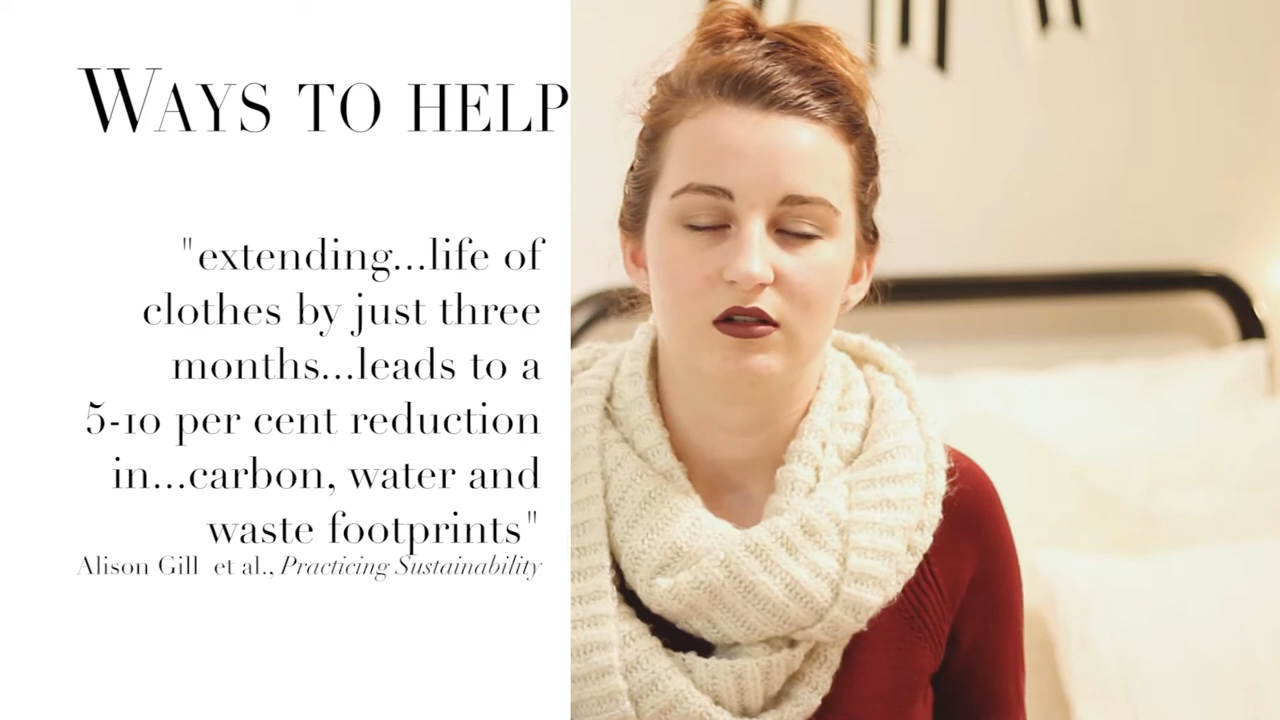 WAYS TO HELP
"extending...life of
clothes by just three
months...leads to a
5-10 per cent reduction
in...carbon, water and
waste footprints"
Alison Gill et al., Practicing Sustainability